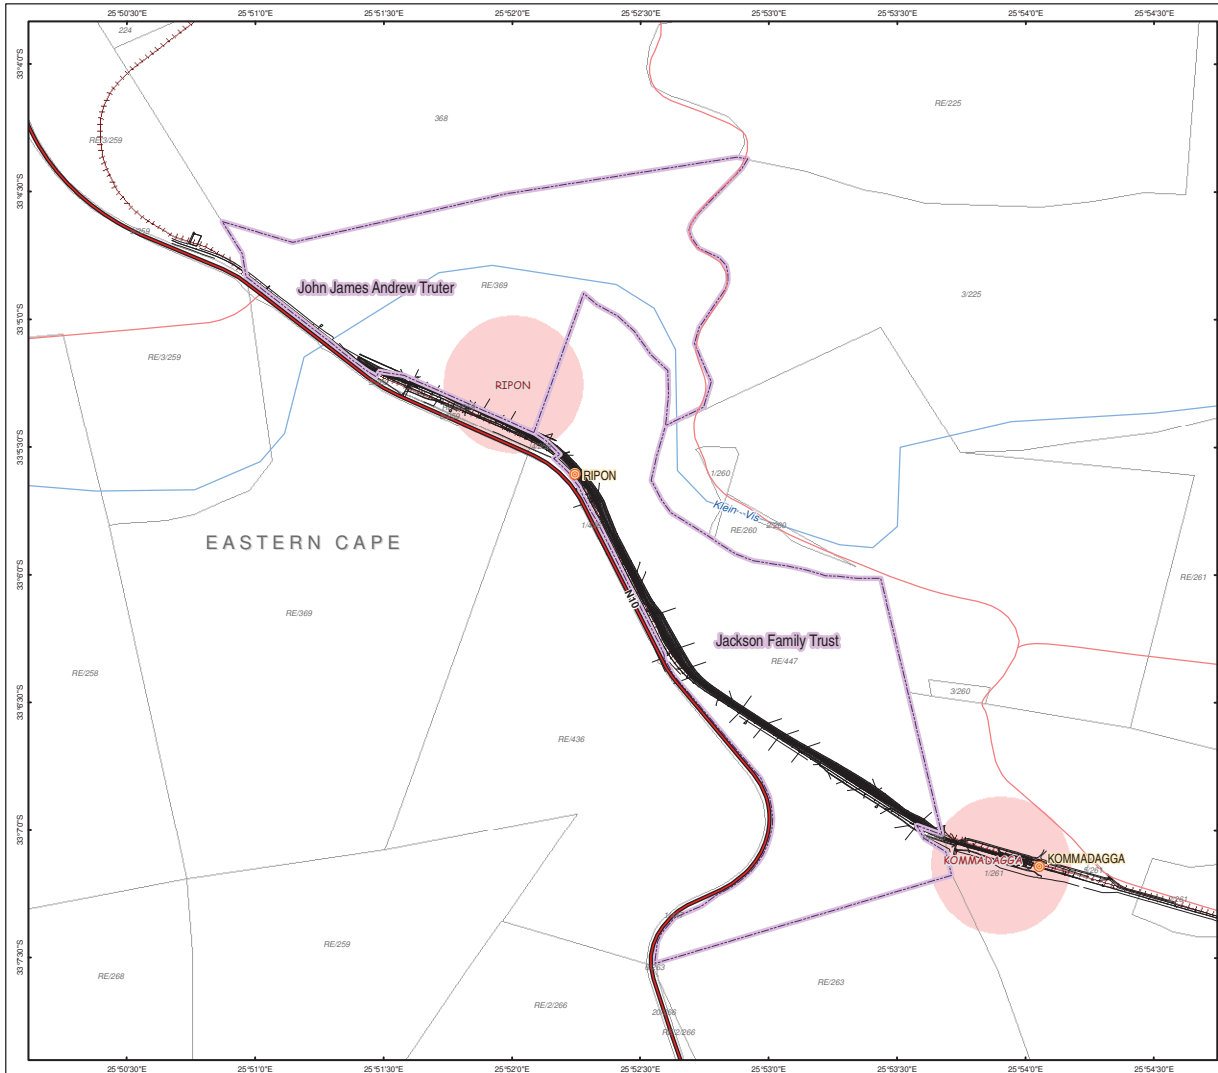 25°50'30"E 25°51'0"E 25°51'30"E 25°52'0"E 25°52'30"E 25°53'0"E 25°53'30"E 25°54'0"E 25°54'30"E
224
33°4'0"S
RE/225
368
RE/3/259
33°4'30"S
John James Andrew Truter
RE/369
3/225
33°5'0"S
RE/3/259
RIPON
33°5'30"S
RIPON
1/260
Klein--Vis
RE/260
2/260
EASTERN CAPE
33°6'0"S
RE/261
N10
RE/369
Jackson Family Trust
RE/447
RE/258
3/260
33°6'30"S
RE/436
33°7'0"S
KOMMADAGGA
KOMMADAGGA
1/261
RE/259
33°7'30"S
RE/268
RE/263
RE/2/266
RE/2/266
25°50'30"E 25°51'0"E 25°51'30"E 25°52'0"E 25°52'30"E 25°53'0"E 25°53'30"E 25°54'0"E 25°54'30"E